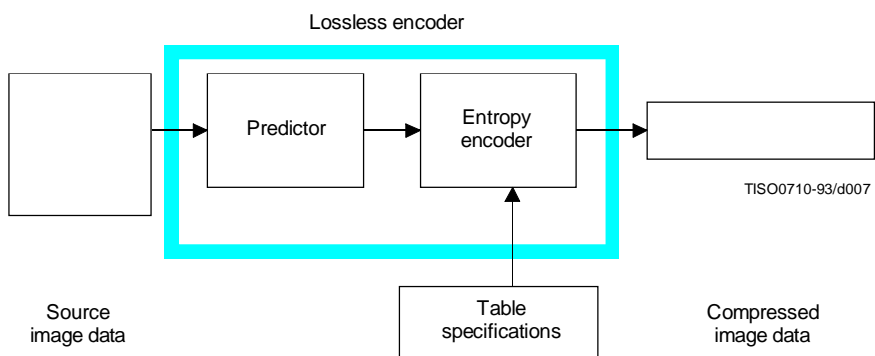 Lossless encoder
Predictor
Entropy
encoder
TISO0710-93/d007
Source
image data
Table
specifications
Compressed
image data